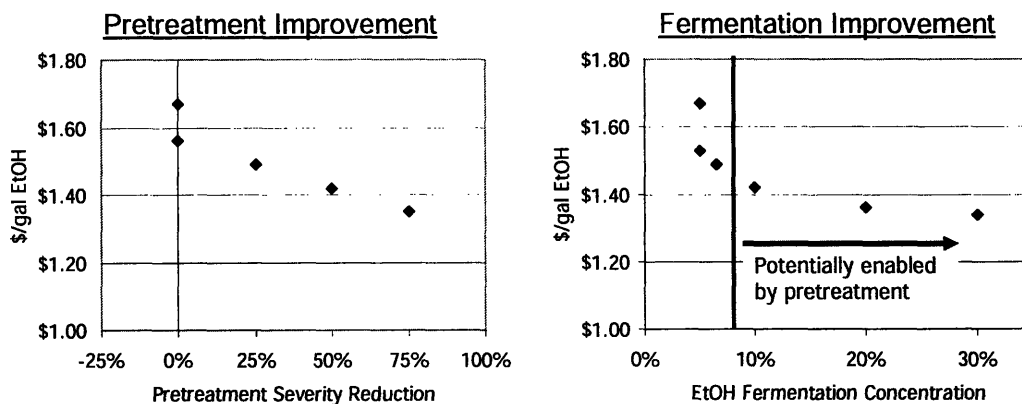 Pretreatment Improvement
$1.80
$1.60
$1.40
$1.20
$1.00
$/gal EtOH
-25% 0% 25% 50% 75% 100%
Pretreatment Severity Reduction
Fermentation Improvement
$1.80
$1.60
$1.40
$1.20
$1.00
$/gal EtOH
Potentially enabled
by pretreatment
0% 10% 20% 30%
EtOH Fermentation Concentration